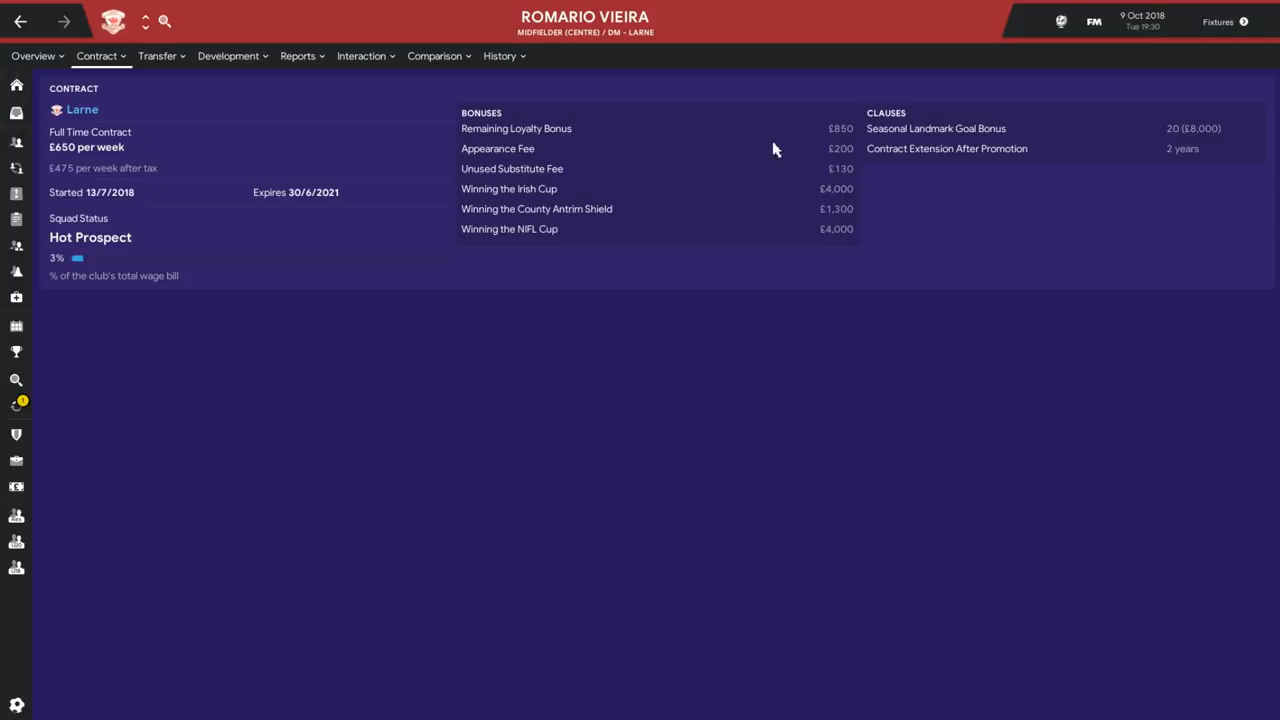 ROMARIO VIEIRA
MIDFIELDER (CENTRE) / DM - LARNE
FM
9 Oct 2018
Tue 19:30
Fixtures
Overview
Contract
Transfer
Development
Reports
Interaction
Comparison
History
CONTRACT
Larne
Full Time Contract
£650 per week
£475 per week after tax
Started 13/7/2018 Expires 30/6/2021
Squad Status
Hot Prospect
3%
% of the club's total wage bill
BONUSES
Remaining Loyalty Bonus £850
Appearance Fee £200
Unused Substitute Fee £130
Winning the Irish Cup £4,000
Winning the County Antrim Shield £1,300
Winning the NIFL Cup £4,000
CLAUSES
Seasonal Landmark Goal Bonus 20 (£8,000)
Contract Extension After Promotion 2 years
1
U18